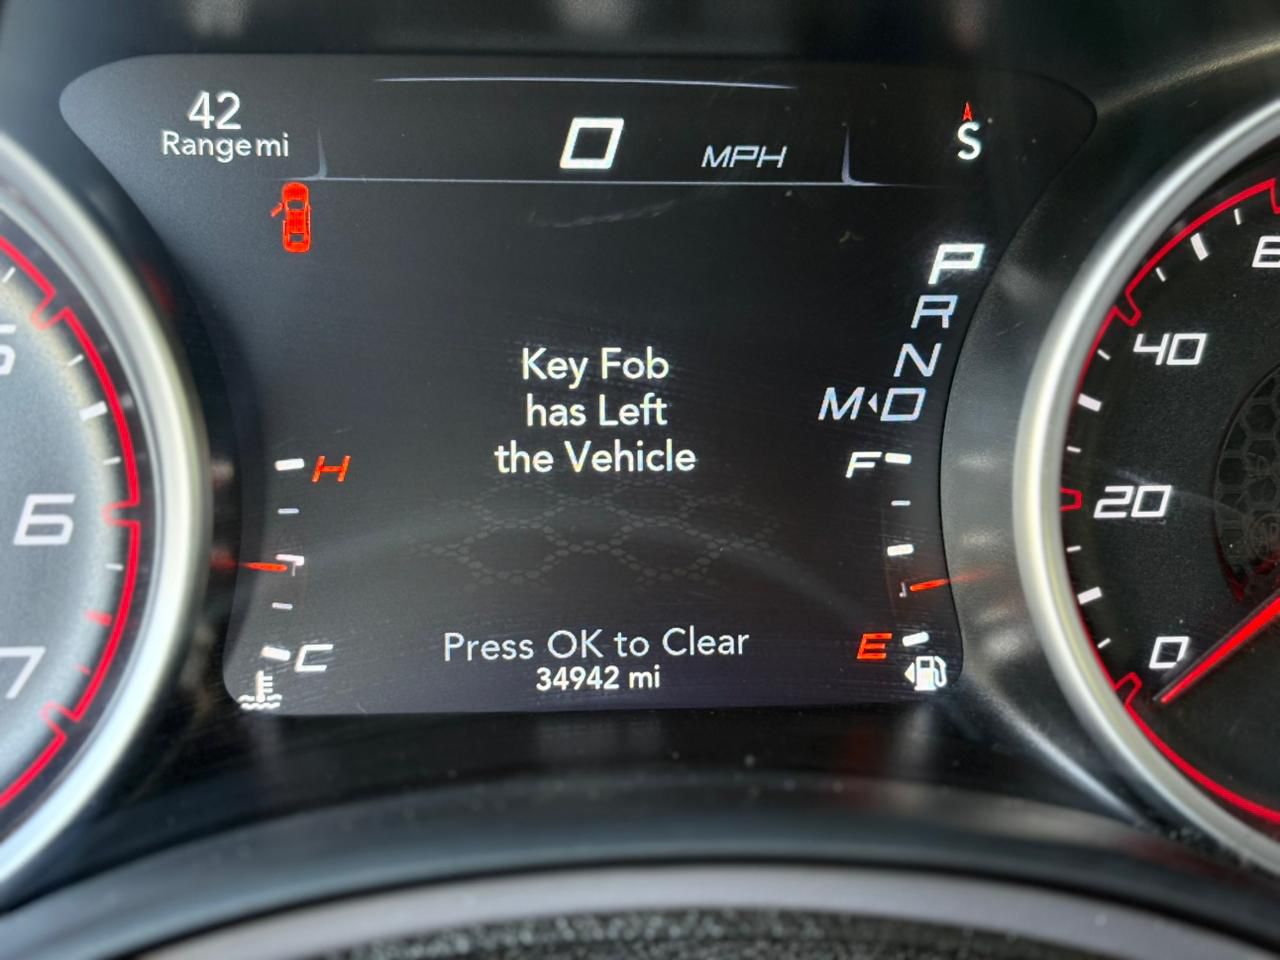 42
Range mi
0 MPH
S
P
R
N
M D
Key Fob
has Left
the Vehicle
H
F
C
E
Press OK to Clear
34942 mi
6
7
40
20
0